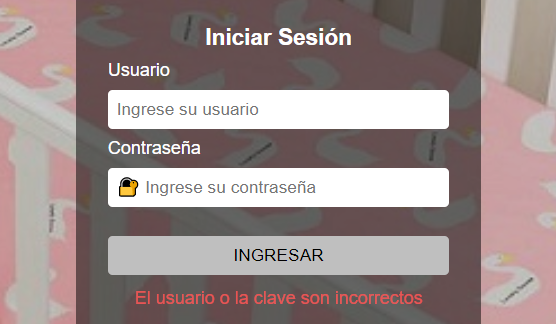 Iniciar Sesión
Usuario
Ingrese su usuario
Contraseña
Ingrese su contraseña
INGRESAR
El usuario o la clave son incorrectos